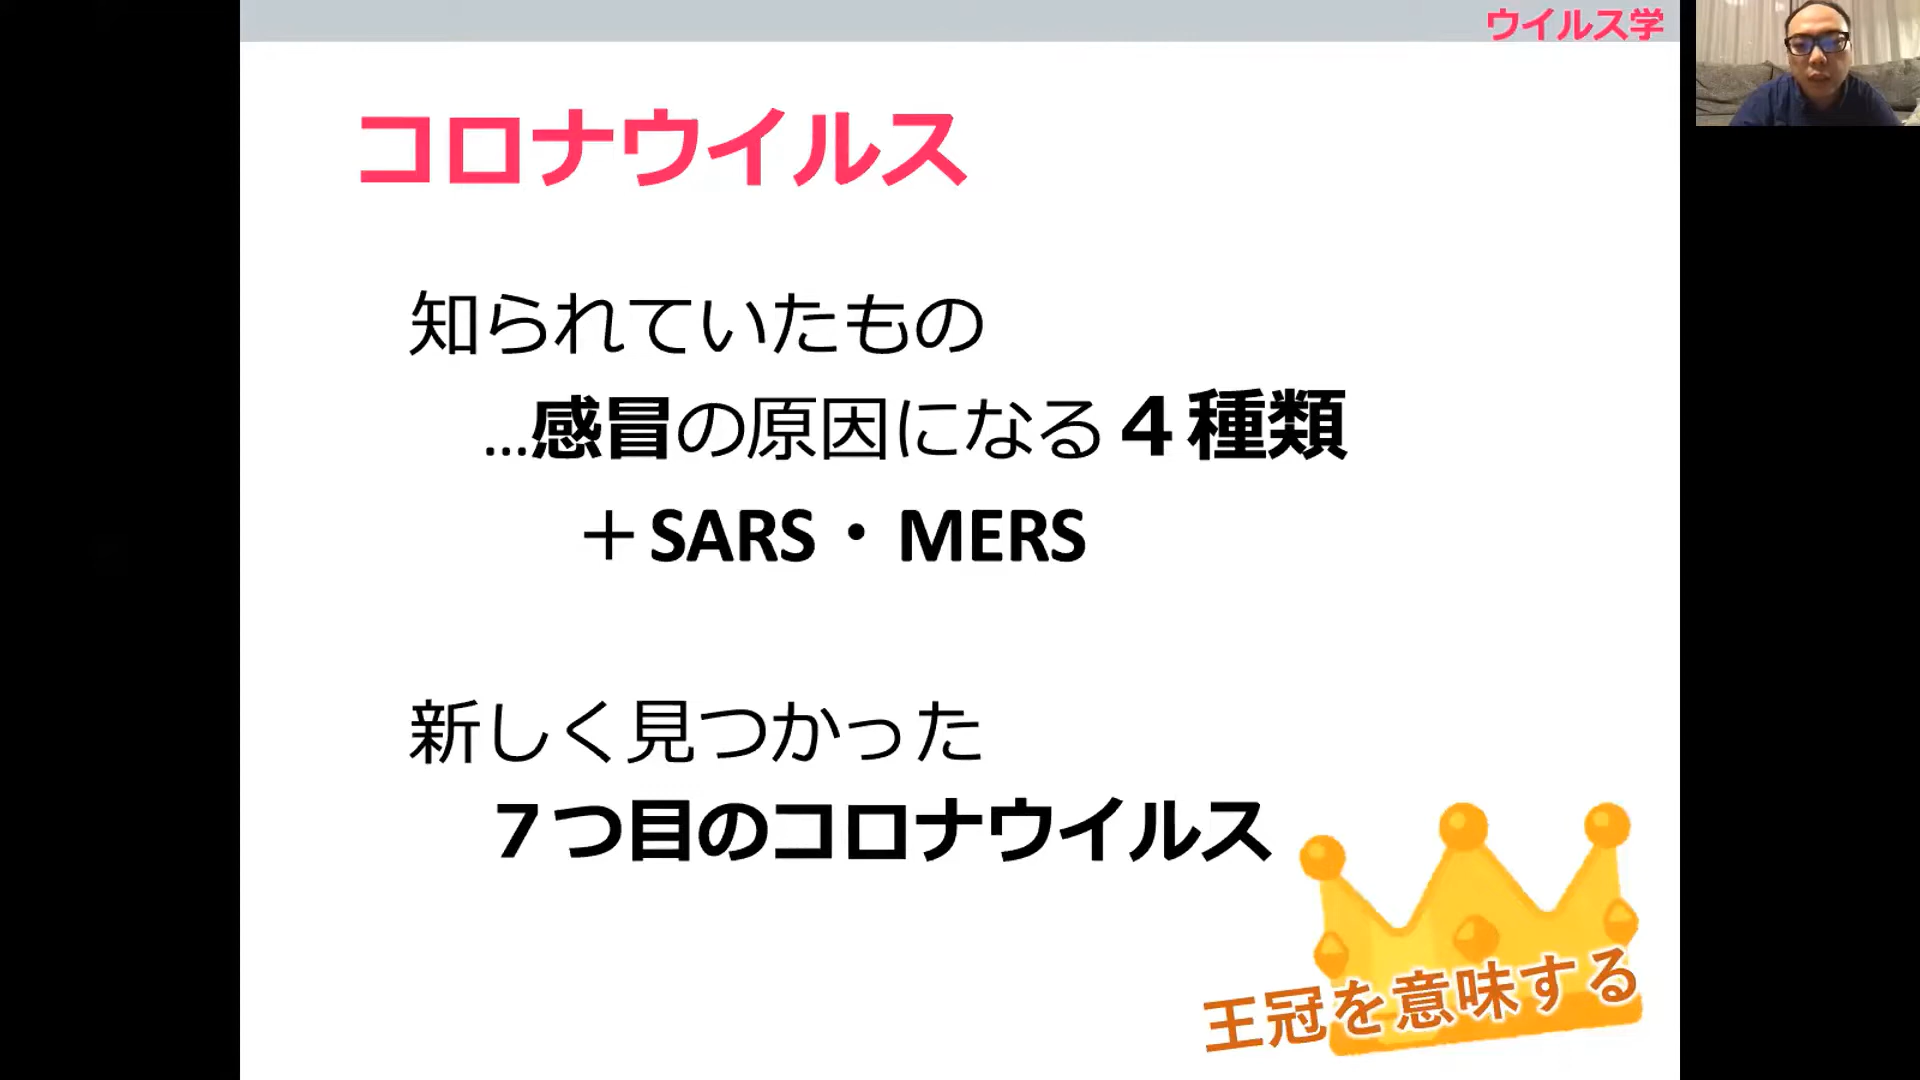 ウイルス学
コロナウイルス
知られていたもの
…感冒の原因になる４種類
＋SARS・MERS
新しく見つかった
７つ目のコロナウイルス
王冠を意味する